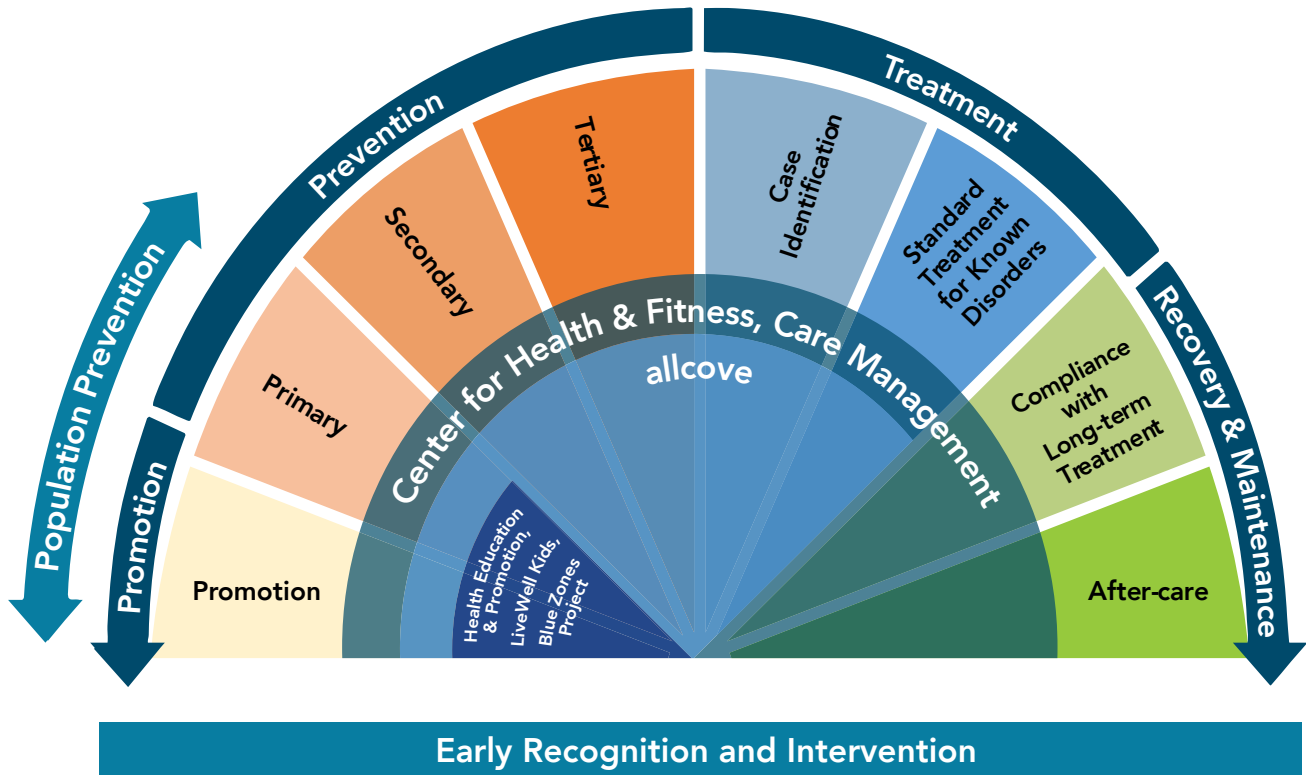 Population Prevention
Promotion
Prevention
Treatment
Recovery & Maintenance
Promotion
Primary
Secondary
Tertiary
Case
Identification
Standard
Treatment
for Known
Disorders
Compliance
with
Long-term
Treatment
After-care
Center for Health & Fitness, Care Management
allcove
Health Education
& Promotion,
LiveWell Kids,
Blue Zones
Project
Early Recognition and Intervention